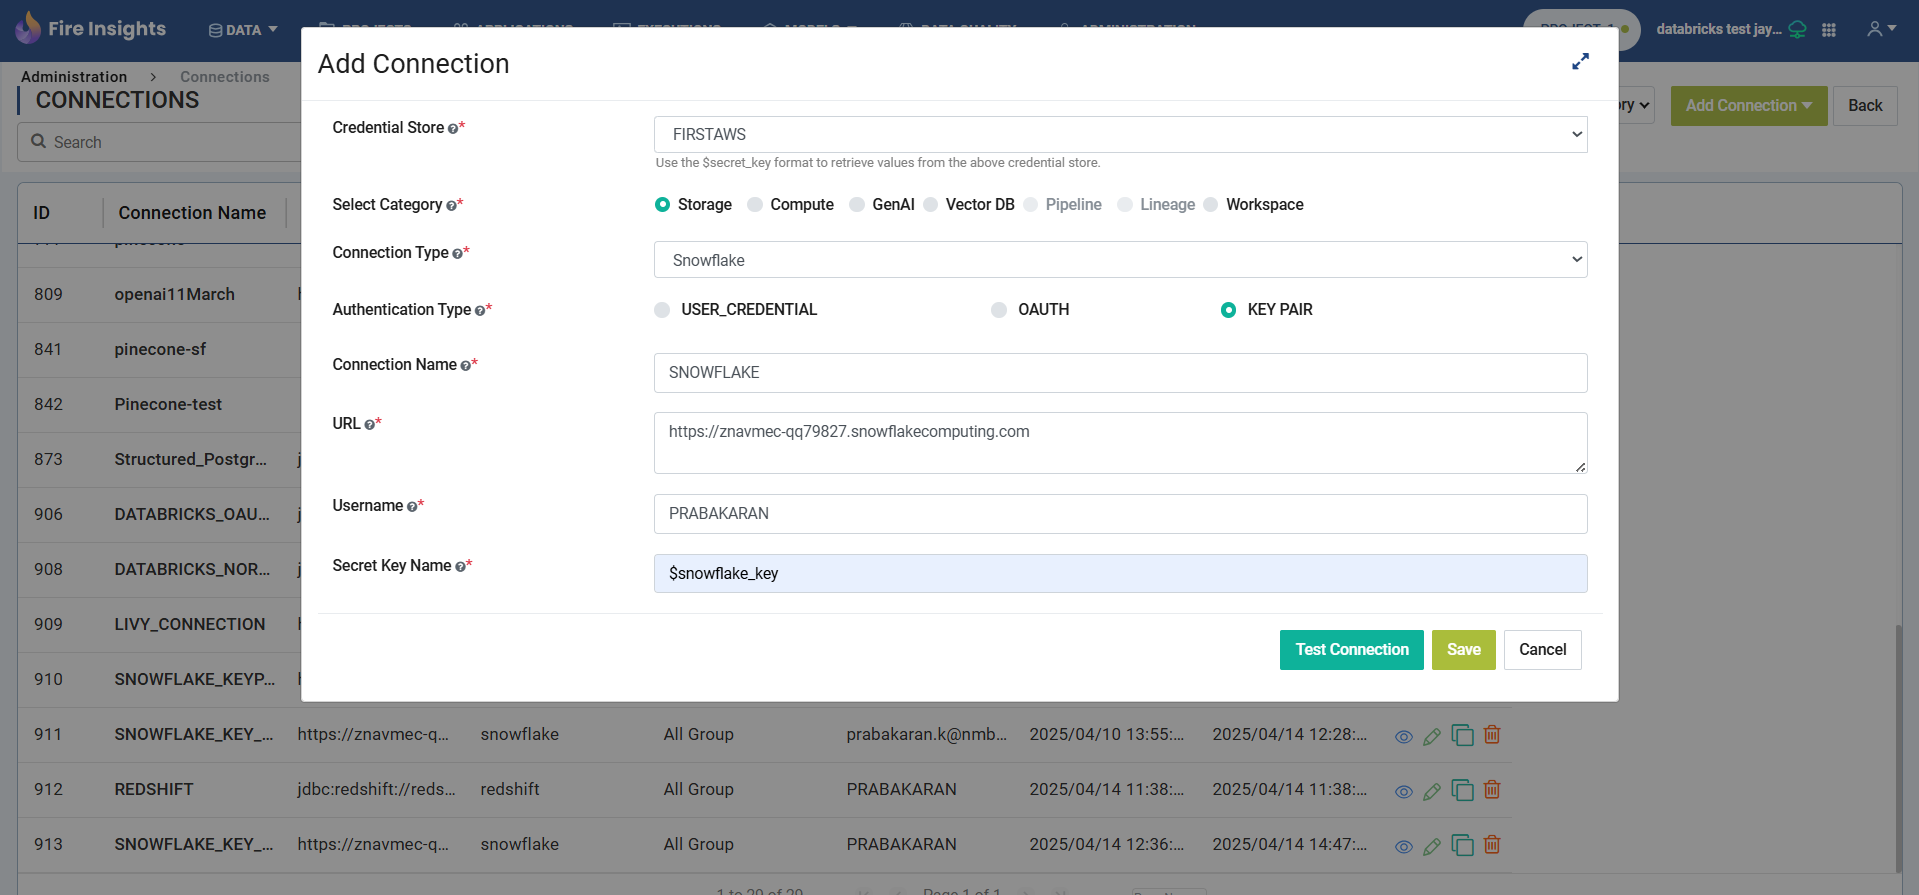 Fire Insights
DATA
databricks test jay...
Administration > Connections
CONNECTIONS
Search
Add Connection
Back
Add Connection
Credential Store *
FIRSTAWS
Use the $secret_key format to retrieve values from the above credential store.
Select Category *
Storage Compute GenAI Vector DB Pipeline Lineage Workspace
Connection Type *
Snowflake
Authentication Type *
USER_CREDENTIAL OAUTH KEY PAIR
Connection Name *
SNOWFLAKE
URL *
https://znavmec-qq79827.snowflakecomputing.com
Username *
PRABAKARAN
Secret Key Name *
$snowflake_key
Test Connection Save Cancel
ID Connection Name
809 openai11March
841 pinecone-sf
842 Pinecone-test
873 Structured_Postgr...
906 DATABRICKS_OAU...
908 DATABRICKS_NOR...
909 LIVY_CONNECTION
910 SNOWFLAKE_KEYP...
911 SNOWFLAKE_KEY_... https://znavmec-q... snowflake All Group prabakaran.k@nmb... 2025/04/10 13:55:... 2025/04/14 12:28:...
912 REDSHIFT jdbc:redshift://reds... redshift All Group PRABAKARAN 2025/04/14 11:38:... 2025/04/14 11:38:...
913 SNOWFLAKE_KEY_... https://znavmec-q... snowflake All Group PRABAKARAN 2025/04/14 12:36:... 2025/04/14 14:47:...